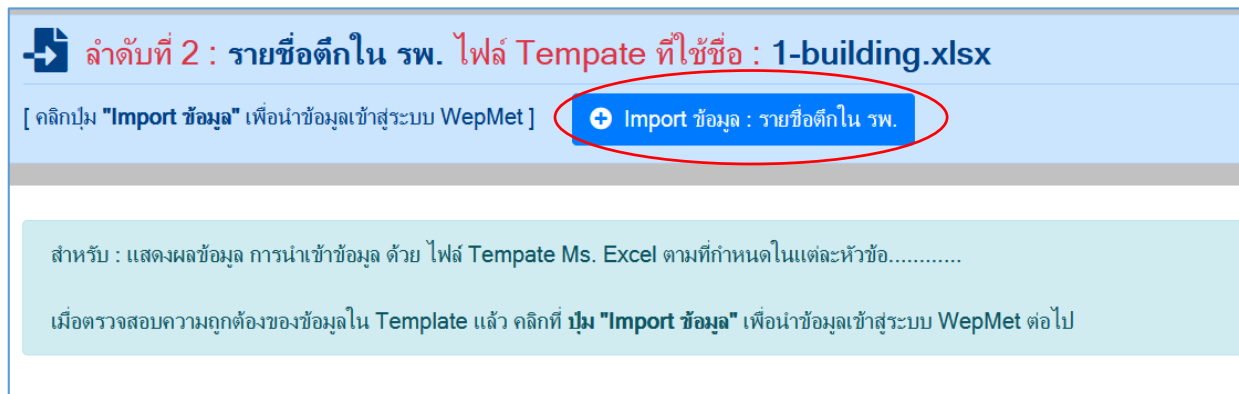 ลำดับที่ 2 : รายชื่อตึกใน รพ. ไฟล์ Tempate ที่ใช้ชื่อ : 1-building.xlsx
[ คลิกปุ่ม "Import ข้อมูล" เพื่อนำข้อมูลเข้าสู่ระบบ WepMet ] Import ข้อมูล : รายชื่อตึกใน รพ.
สำหรับ : แสดงผลข้อมูล การนำเข้าข้อมูล ด้วย ไฟล์ Tempate Ms. Excel ตามที่กำหนดในแต่ละหัวข้อ............
เมื่อตรวจสอบความถูกต้องของข้อมูลใน Template แล้ว คลิกที่ ปุ่ม "Import ข้อมูล" เพื่อนำข้อมูลเข้าสู่ระบบ WepMet ต่อไป